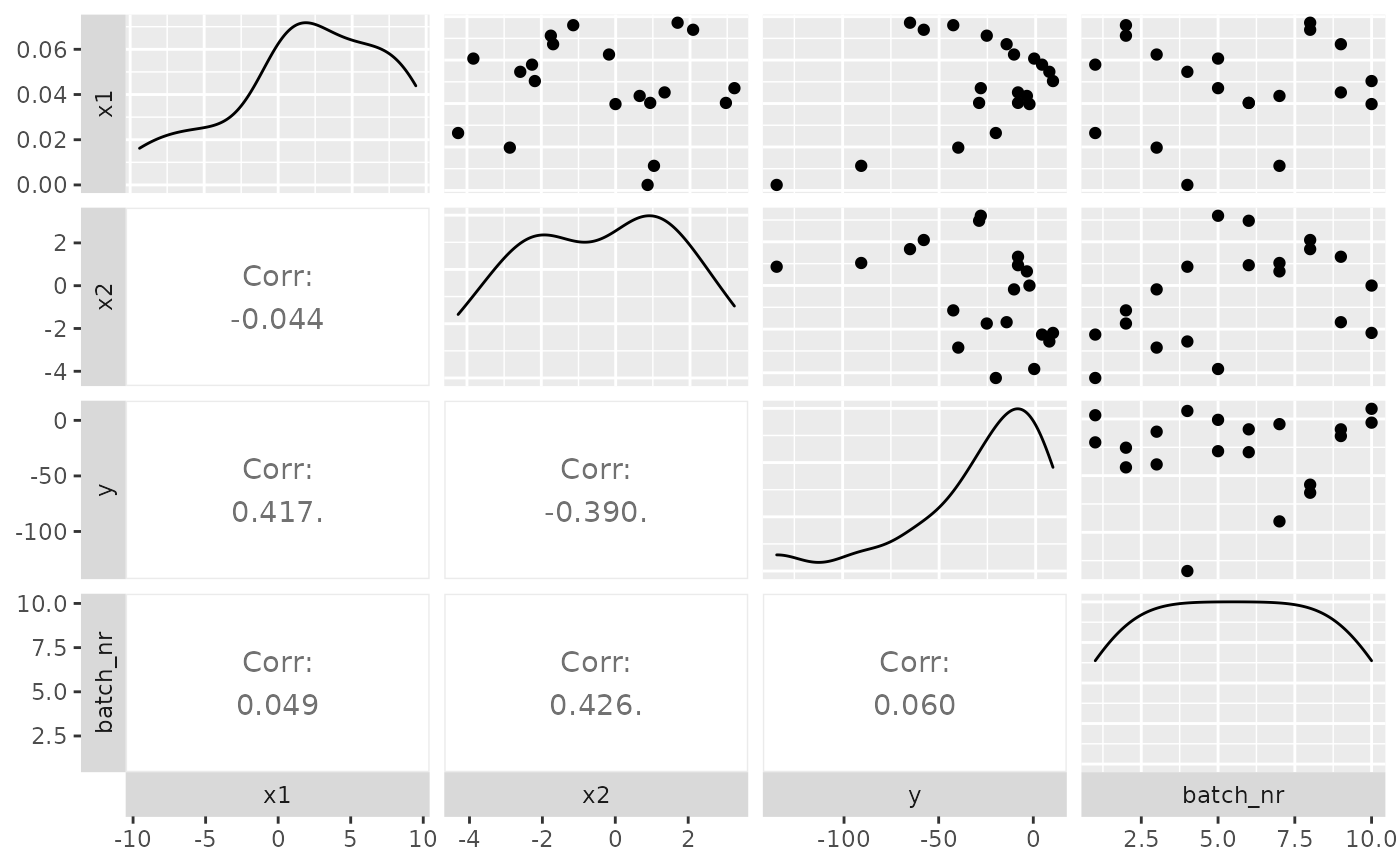 0.06
0.04
0.02
0.00
x1
2
0
-2
-4
x2
Corr:
-0.044
0
-50
-100
y
Corr:
0.417.
Corr:
-0.390.
10.0
7.5
5.0
2.5
batch_nr
Corr:
0.049
Corr:
0.426.
Corr:
0.060
x1 x2 y batch_nr
-10 -5 0 5 10 -4 -2 0 2 -100 -50 0 2.5 5.0 7.5 10.0